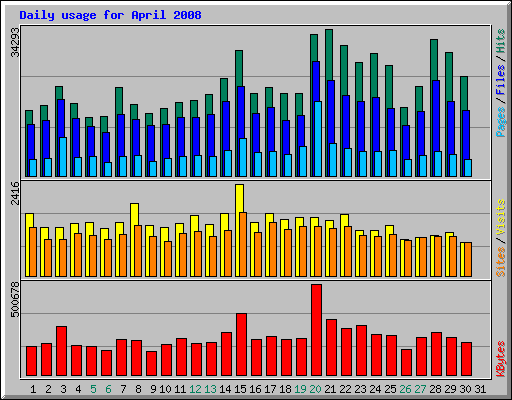 Daily usage for April 2008
34293
Pages / Files / Hits
2416
Sites / Visits
500678
KBytes
1 2 3 4 5 6 7 8 9 10 11 12 13 14 15 16 17 18 19 20 21 22 23 24 25 26 27 28 29 30 31